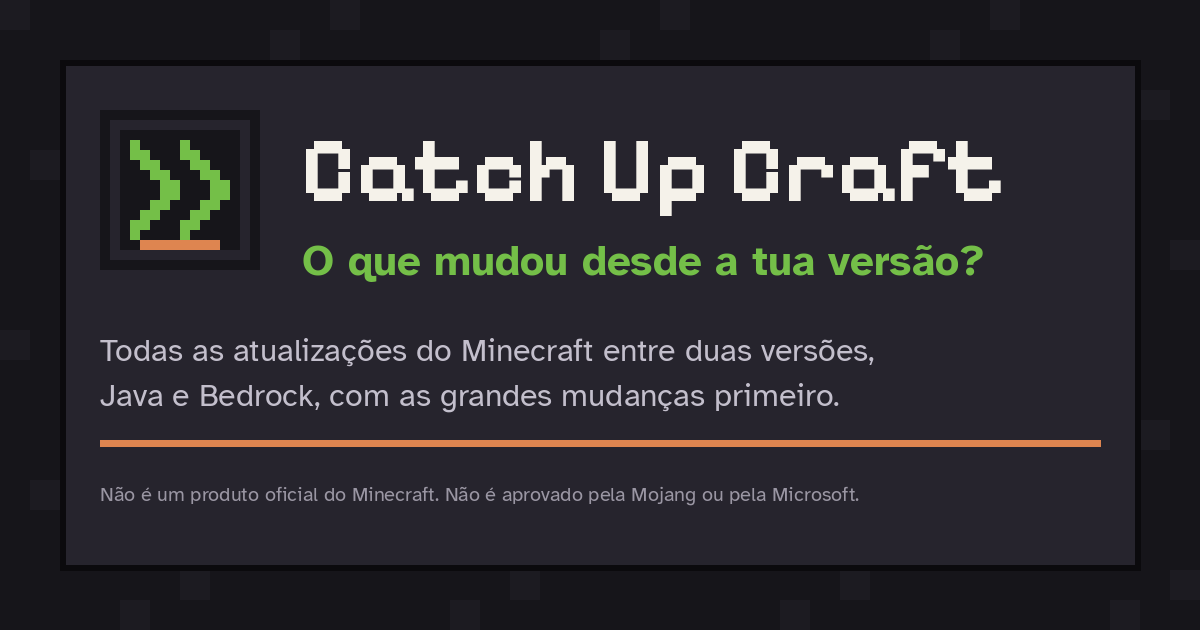 Catch Up Craft
O que mudou desde a tua versão?
Todas as atualizações do Minecraft entre duas versões,
Java e Bedrock, com as grandes mudanças primeiro.
Não é um produto oficial do Minecraft. Não é aprovado pela Mojang ou pela Microsoft.